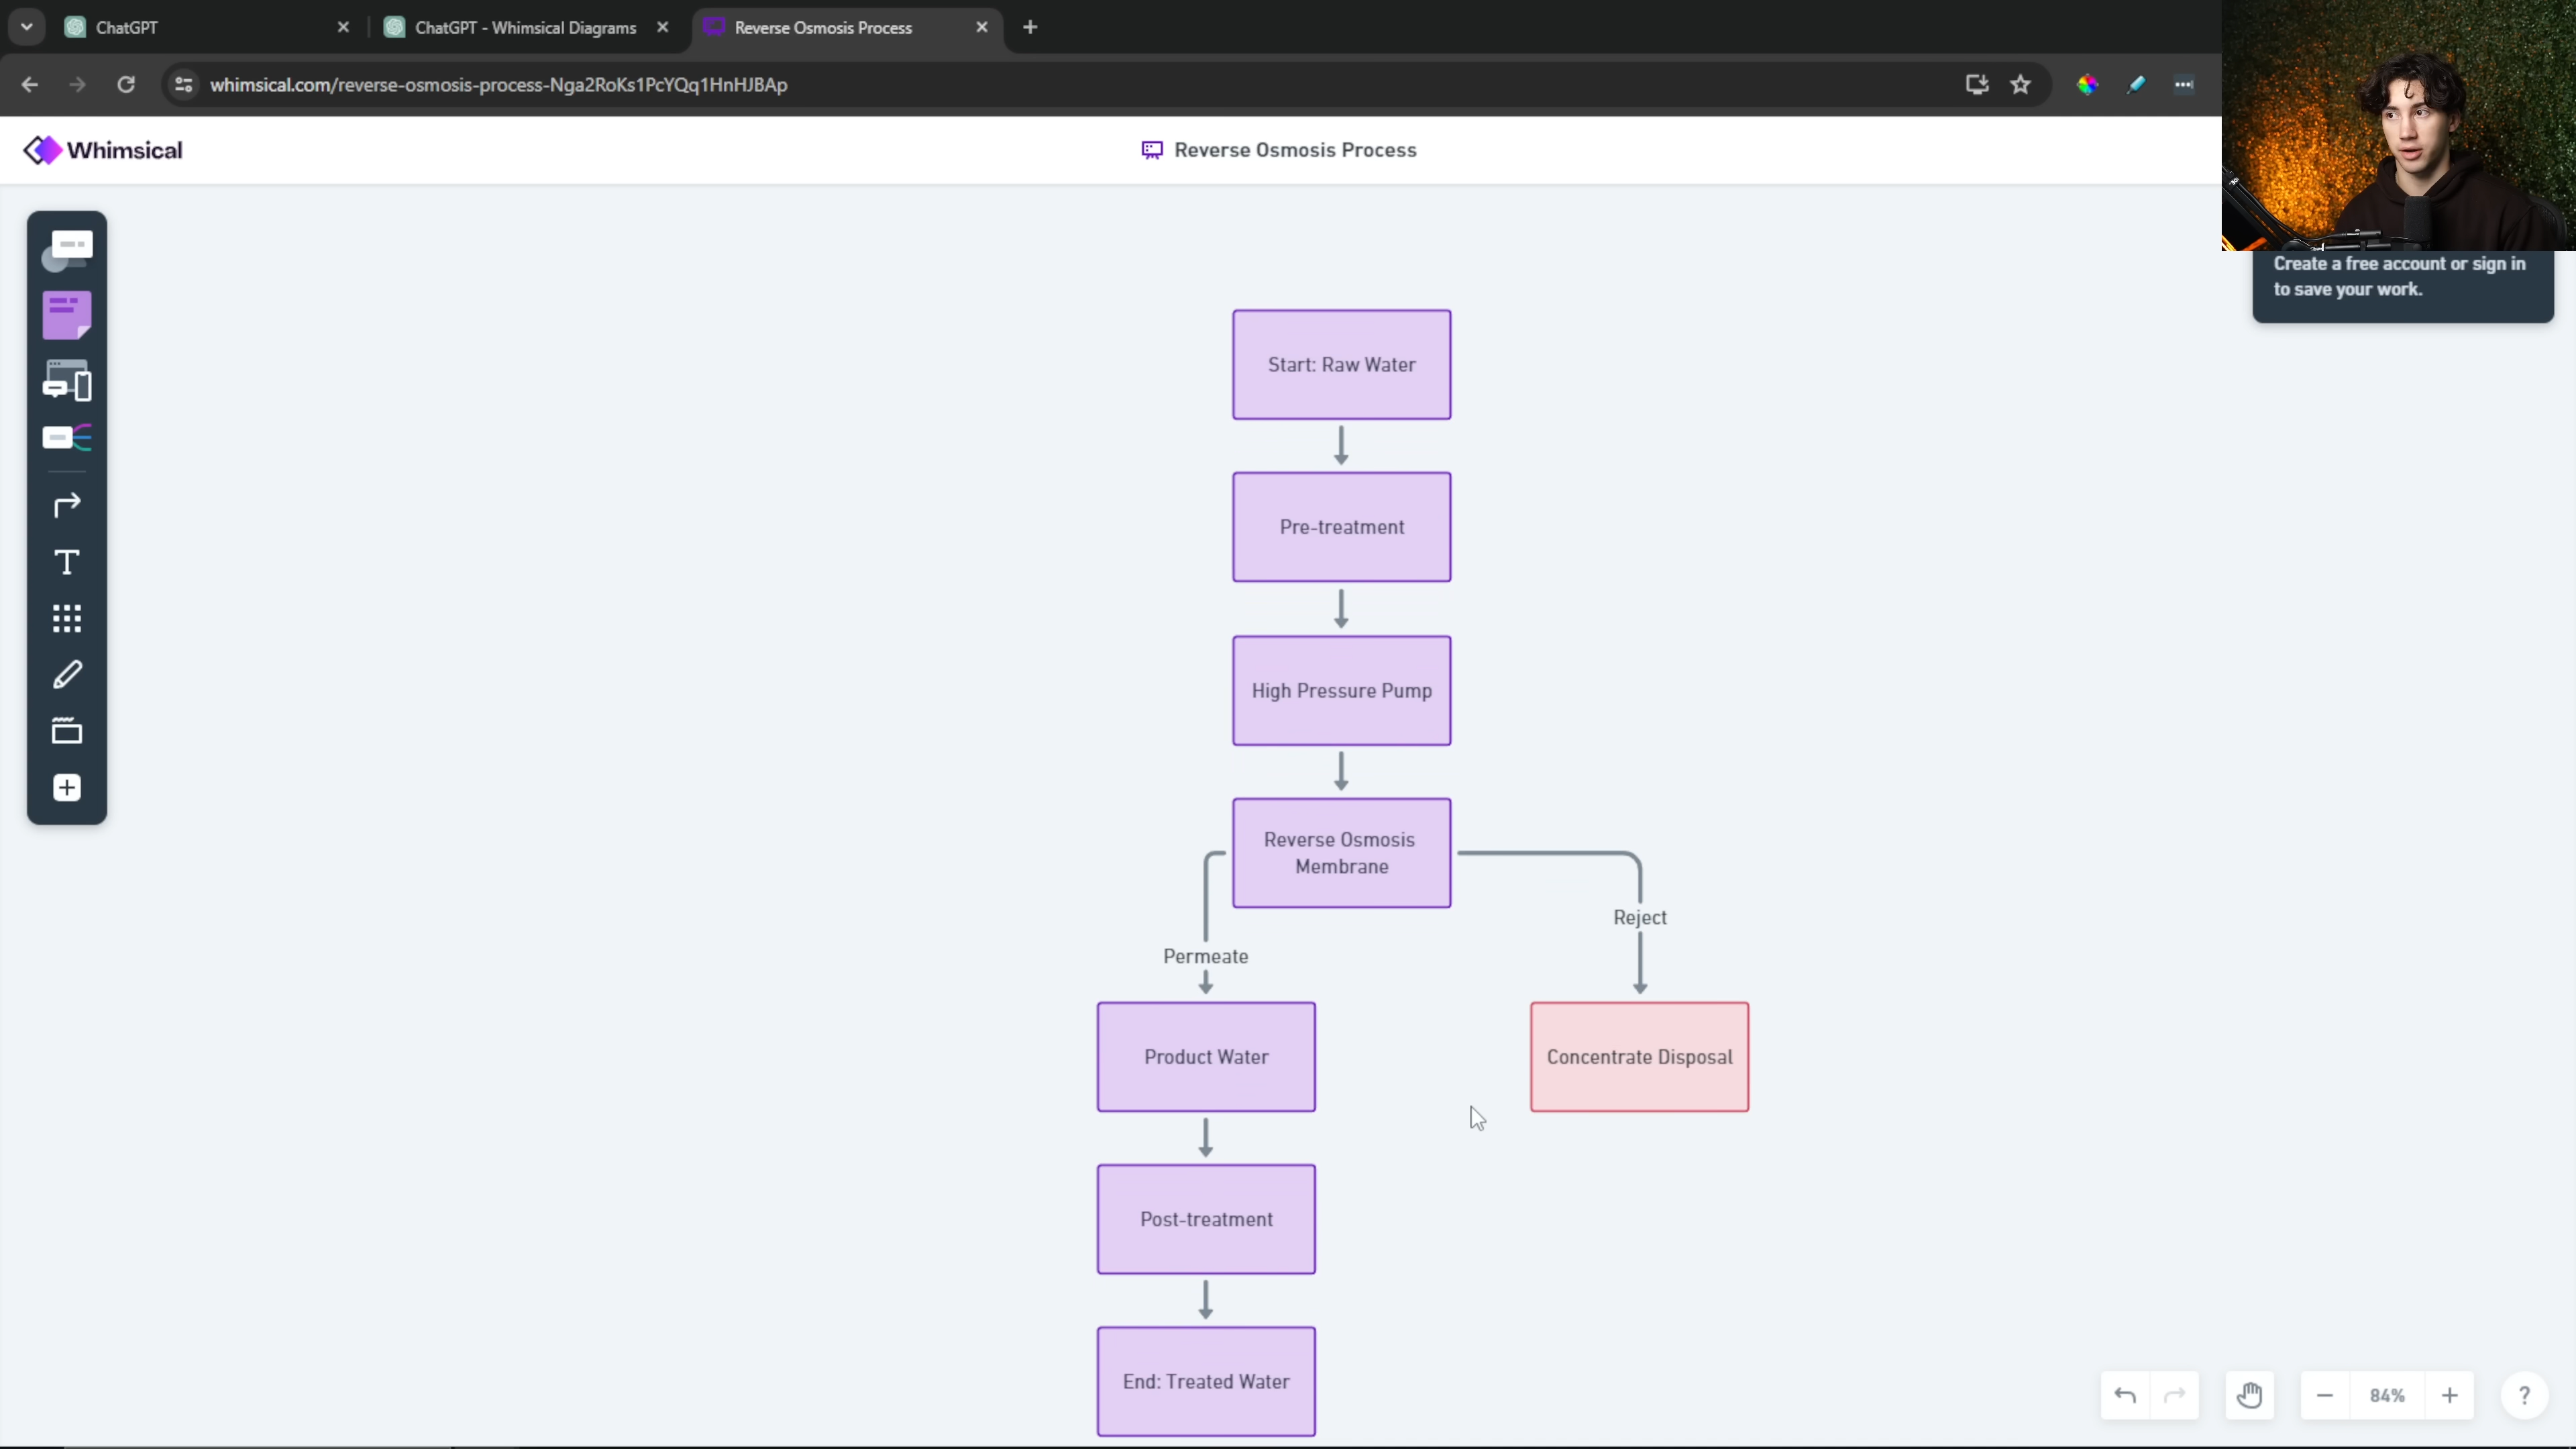 ChatGPT
ChatGPT - Whimsical Diagrams
Reverse Osmosis Process
whimsical.com/reverse-osmosis-process-Nga2RoKs1PcYQq1HnHJBAp
Whimsical
Reverse Osmosis Process
Create a free account or sign in
to save your work.
Start: Raw Water
Pre-treatment
High Pressure Pump
Reverse Osmosis
Membrane
Reject
Permeate
Product Water
Concentrate Disposal
Post-treatment
End: Treated Water
84%